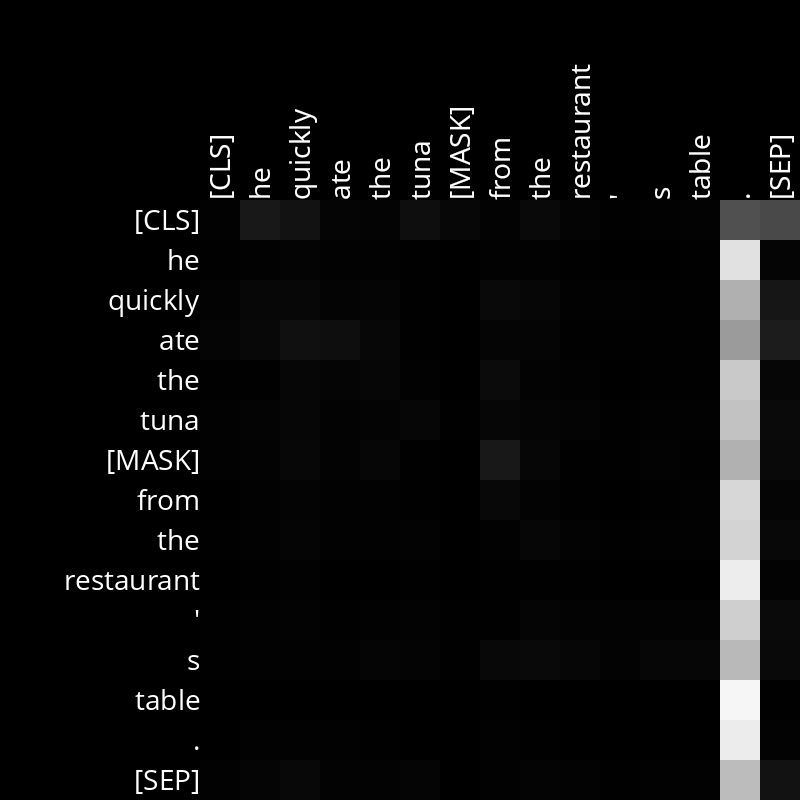 [CLS] he quickly ate the tuna [MASK] from the restaurant ' s table . [SEP]
[CLS]
he
quickly
ate
the
tuna
[MASK]
from
the
restaurant
'
s
table
.
[SEP]